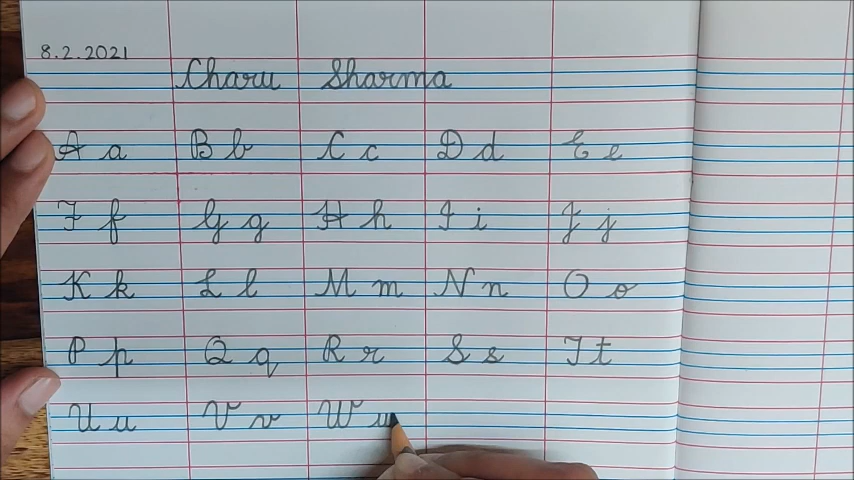 8.2.2021
Charu Sharma
A a B b C c D d E e
F f G g H h I i J j
K k L l M m N n O o
P p Q q R r S s T t
U u V v W w